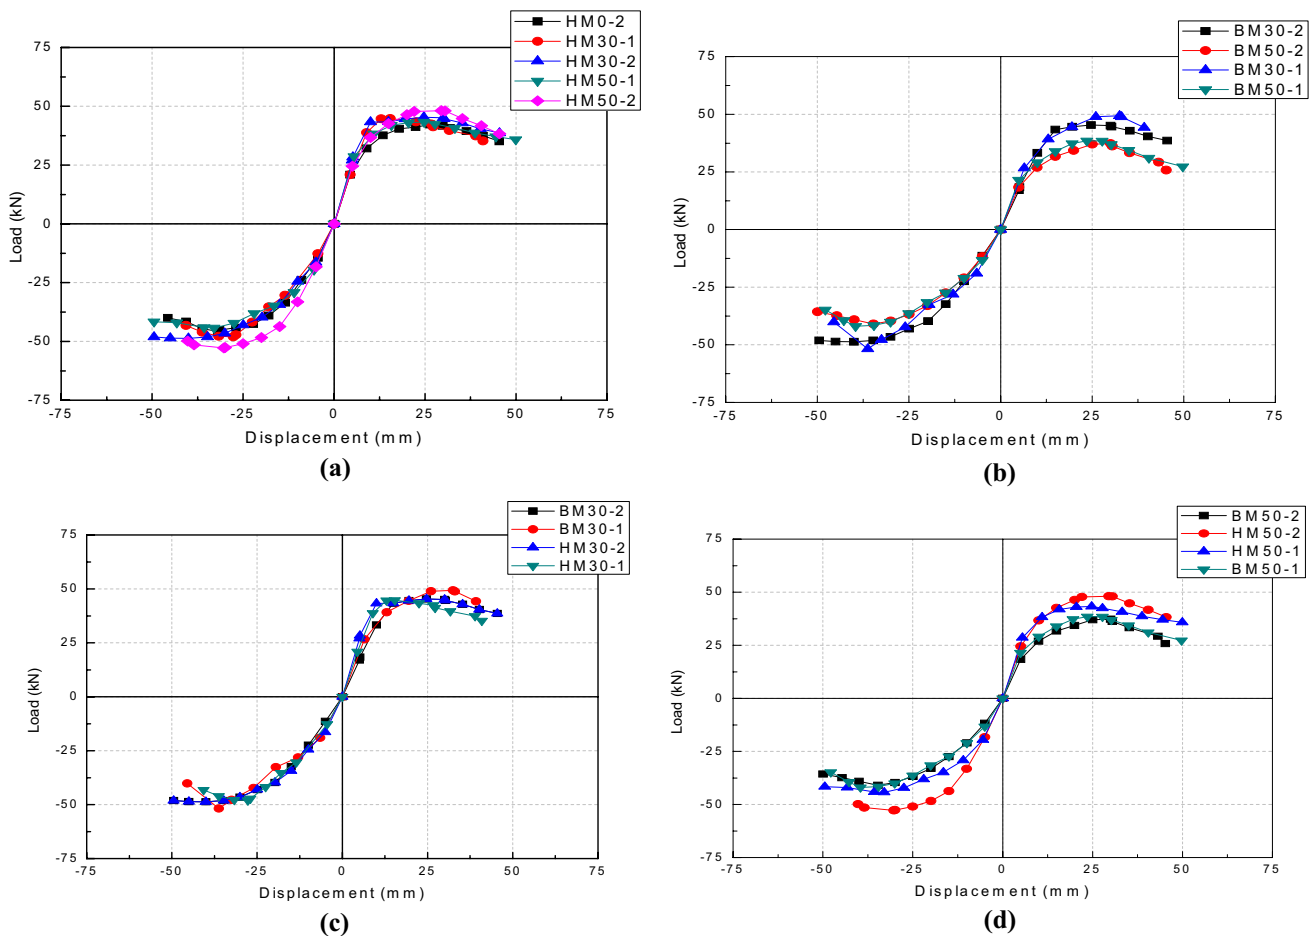 HM0-2
HM30-1
HM30-2
HM50-1
HM50-2
75
50
25
0
-25
-50
-75
-75 -50 -25 0 25 50 75
Load (kN)
Displacement (mm)
(a)
BM30-2
BM50-2
BM30-1
BM50-1
75
50
25
0
-25
-50
-75
-75 -50 -25 0 25 50 75
Load (kN)
Displacement (mm)
(b)
BM30-2
BM30-1
HM30-2
HM30-1
75
50
25
0
-25
-50
-75
-75 -50 -25 0 25 50 75
Load (kN)
Displacement (mm)
(c)
BM50-2
HM50-2
HM50-1
BM50-1
75
50
25
0
-25
-50
-75
-75 -50 -25 0 25 50 75
Load (kN)
Displacement (mm)
(d)